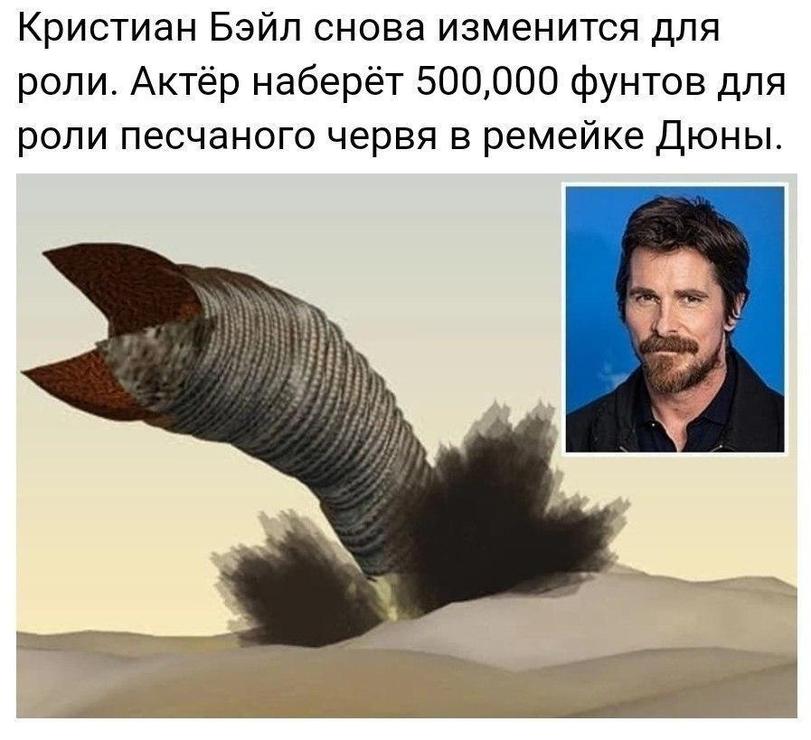 Кристиан Бэйл снова изменится для
роли. Актёр наберёт 500,000 фунтов для
роли песчаного червя в ремейке Дюны.